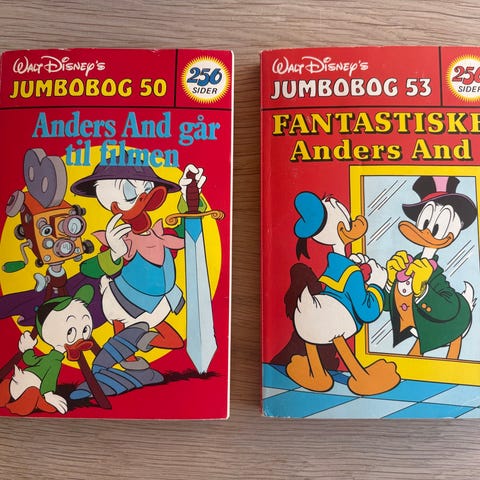 WALT DISNEY'S
JUMBOBOG 50
256
SIDER
Anders And går
til filmen
WALT DISNEY'S
JUMBOBOG 53
256
SIDER
FANTASTISKE
Anders And